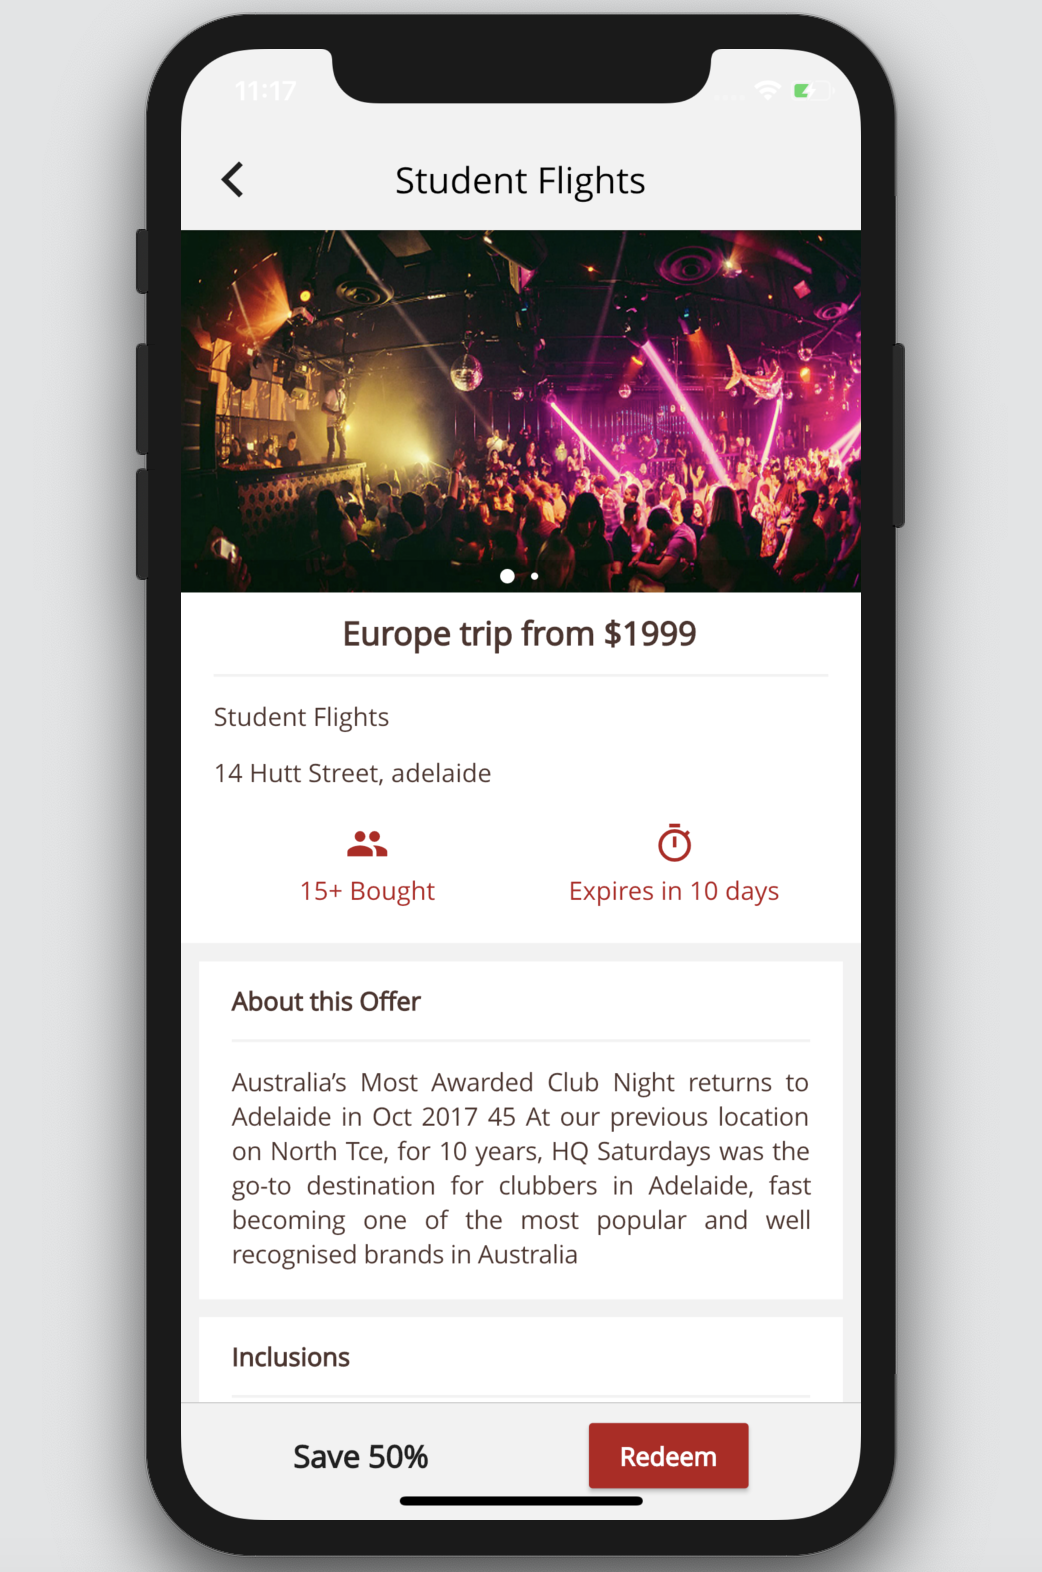 11:17
Student Flights
Europe trip from $1999
Student Flights
14 Hutt Street, adelaide
15+ Bought
Expires in 10 days
About this Offer
Australia’s Most Awarded Club Night returns to
Adelaide in Oct 2017 45 At our previous location
on North Tce, for 10 years, HQ Saturdays was the
go-to destination for clubbers in Adelaide, fast
becoming one of the most popular and well
recognised brands in Australia
Inclusions
Save 50%
Redeem